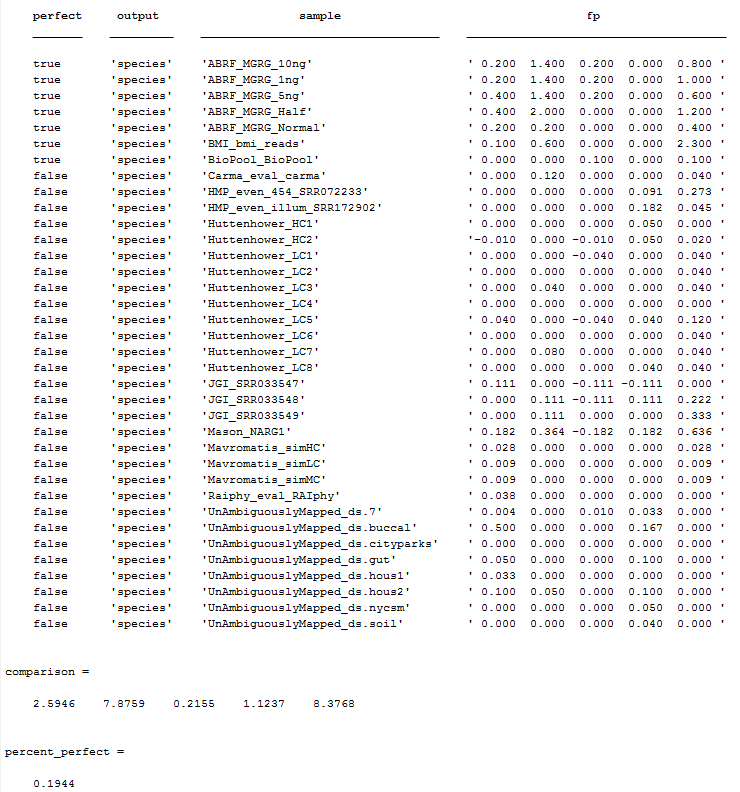 perfect output sample fp
true 'species' 'ABRF_MGRG_10ng' ' 0.200 1.400 0.200 0.000 0.800 '
true 'species' 'ABRF_MGRG_1ng' ' 0.200 1.400 0.200 0.000 1.000 '
true 'species' 'ABRF_MGRG_5ng' ' 0.400 1.400 0.200 0.000 0.600 '
true 'species' 'ABRF_MGRG_Half' ' 0.400 2.000 0.000 0.000 1.200 '
true 'species' 'ABRF_MGRG_Normal' ' 0.200 0.200 0.000 0.000 0.400 '
true 'species' 'BMI_bmi_reads' ' 0.100 0.600 0.000 0.000 2.300 '
true 'species' 'BioPool_BioPool' ' 0.000 0.000 0.100 0.000 0.100 '
false 'species' 'Carma_eval_carma' ' 0.000 0.120 0.000 0.000 0.040 '
false 'species' 'HMP_even_454_SRR072233' ' 0.000 0.000 0.000 0.091 0.273 '
false 'species' 'HMP_even_illum_SRR172902' ' 0.000 0.000 0.000 0.182 0.045 '
false 'species' 'Huttenhower_HC1' ' 0.000 0.000 0.000 0.050 0.000 '
false 'species' 'Huttenhower_HC2' '-0.010 0.000 -0.010 0.050 0.020 '
false 'species' 'Huttenhower_LC1' ' 0.000 0.000 -0.040 0.000 0.040 '
false 'species' 'Huttenhower_LC2' ' 0.000 0.000 0.000 0.000 0.040 '
false 'species' 'Huttenhower_LC3' ' 0.000 0.040 0.000 0.000 0.040 '
false 'species' 'Huttenhower_LC4' ' 0.000 0.000 0.000 0.000 0.000 '
false 'species' 'Huttenhower_LC5' ' 0.040 0.000 -0.040 0.040 0.120 '
false 'species' 'Huttenhower_LC6' ' 0.000 0.000 0.000 0.000 0.040 '
false 'species' 'Huttenhower_LC7' ' 0.000 0.080 0.000 0.000 0.040 '
false 'species' 'Huttenhower_LC8' ' 0.000 0.000 0.000 0.040 0.040 '
false 'species' 'JGI_SRR033547' ' 0.111 0.000 -0.111 -0.111 0.000 '
false 'species' 'JGI_SRR033548' ' 0.000 0.111 -0.111 0.111 0.222 '
false 'species' 'JGI_SRR033549' ' 0.000 0.111 0.000 0.000 0.333 '
false 'species' 'Mason_NARG1' ' 0.182 0.364 -0.182 0.182 0.636 '
false 'species' 'Mavromatis_simHC' ' 0.028 0.000 0.000 0.000 0.028 '
false 'species' 'Mavromatis_simLC' ' 0.009 0.000 0.000 0.000 0.009 '
false 'species' 'Mavromatis_simMC' ' 0.009 0.000 0.000 0.000 0.009 '
false 'species' 'Raiphy_eval_RAIphy' ' 0.038 0.000 0.000 0.000 0.000 '
false 'species' 'UnAmbiguouslyMapped_ds.7' ' 0.004 0.000 0.010 0.033 0.000 '
false 'species' 'UnAmbiguouslyMapped_ds.buccal' ' 0.500 0.000 0.000 0.167 0.000 '
false 'species' 'UnAmbiguouslyMapped_ds.cityparks' ' 0.000 0.000 0.000 0.000 0.000 '
false 'species' 'UnAmbiguouslyMapped_ds.gut' ' 0.050 0.000 0.000 0.100 0.000 '
false 'species' 'UnAmbiguouslyMapped_ds.hous1' ' 0.033 0.000 0.000 0.000 0.000 '
false 'species' 'UnAmbiguouslyMapped_ds.hous2' ' 0.100 0.050 0.000 0.100 0.000 '
false 'species' 'UnAmbiguouslyMapped_ds.nycsm' ' 0.000 0.000 0.000 0.050 0.000 '
false 'species' 'UnAmbiguouslyMapped_ds.soil' ' 0.000 0.000 0.000 0.040 0.000 '
comparison =
2.5946 7.8759 0.2155 1.1237 8.3768
percent_perfect =
0.1944